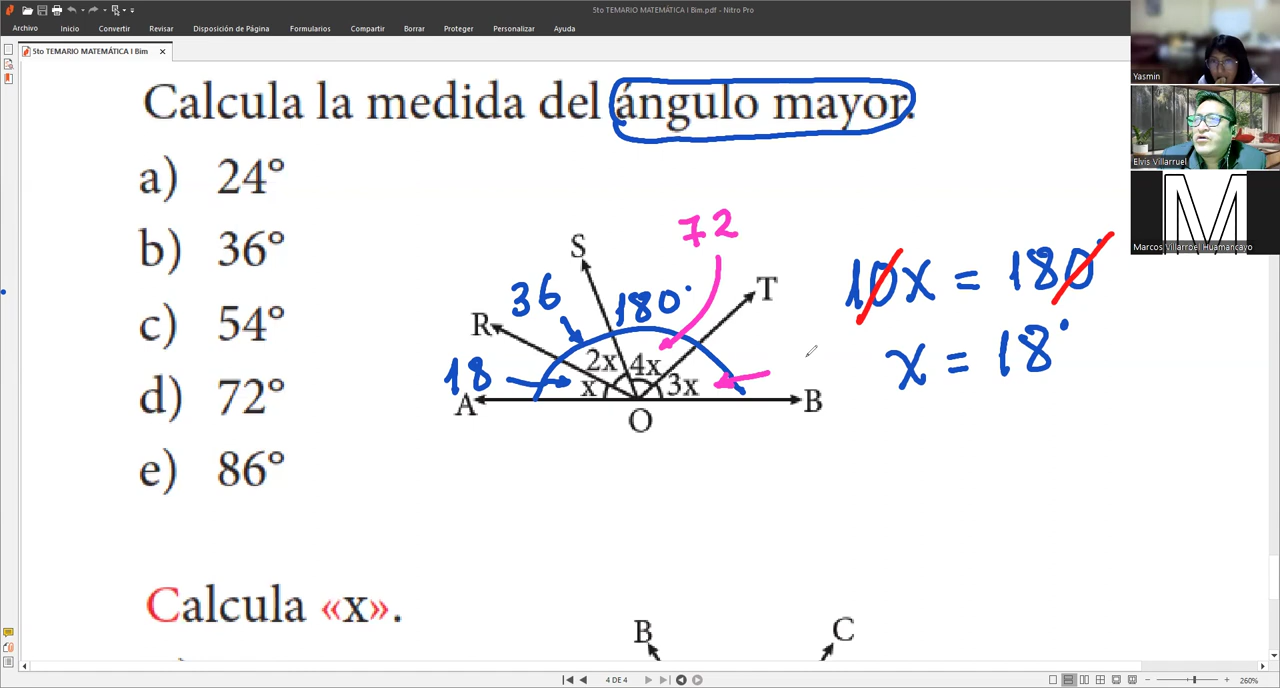 5to TEMARIO MATEMÁTICA I Bim.pdf - Nitro Pro
Archivo Inicio Convertir Revisar Disposición de Página Formularios Compartir Borrar Proteger Personalizar Ayuda
5to TEMARIO MATEMÁTICA I Bim
Yasmin
Elvis Villarruel
M
Marcos Villarroel Huamancayo
Calcula la medida del ángulo mayor.
a) 24°
b) 36°
c) 54°
d) 72°
e) 86°
72
S
36
180°
T
R
2x
4x
18
x
3x
A
B
O
10x = 180°
x = 18°
Calcula «x».
B
C
4 DE 4
260%